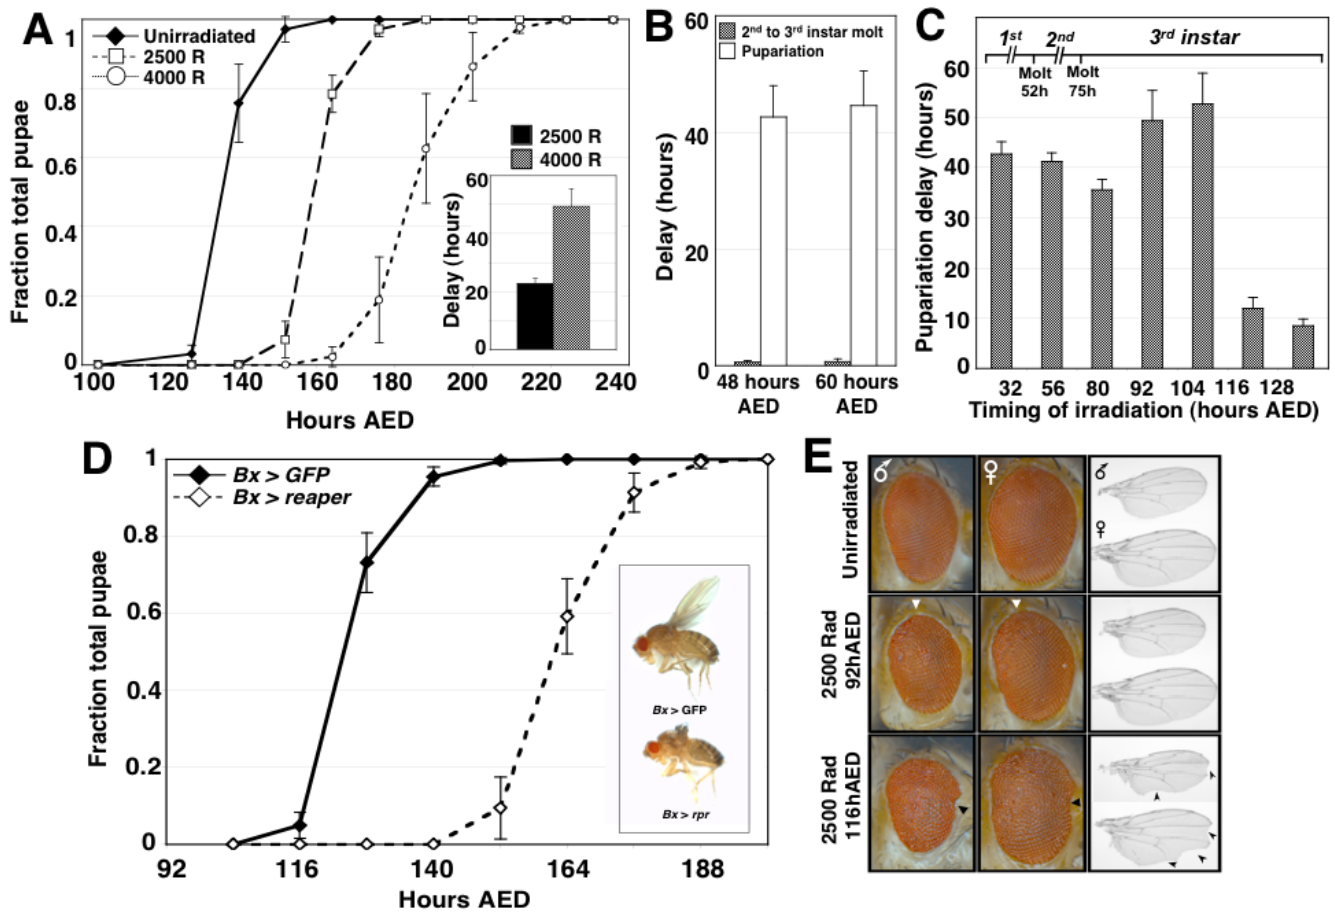 A
Unirradiated
2500 R
4000 R
Fraction total pupae
1
0.8
0.6
0.4
0.2
0
100 120 140 160 180 200 220 240
Hours AED
2500 R
4000 R
Delay (hours)
60
40
20
0
B
2nd to 3rd instar molt
Pupariation
Delay (hours)
60
40
20
0
48 hours AED
60 hours AED
C
1st 2nd 3rd instar
Molt 52h
Molt 75h
Pupariation delay (hours)
60
50
40
30
20
10
0
32 56 80 92 104 116 128
Timing of irradiation (hours AED)
D
Bx > GFP
Bx > reaper
Fraction total pupae
1
0.8
0.6
0.4
0.2
0
92 116 140 164 188
Hours AED
Bx > GFP
Bx > rpr
E
♂ ♀ ♂
♀
Unirradiated
2500 Rad
92hAED
2500 Rad
116hAED